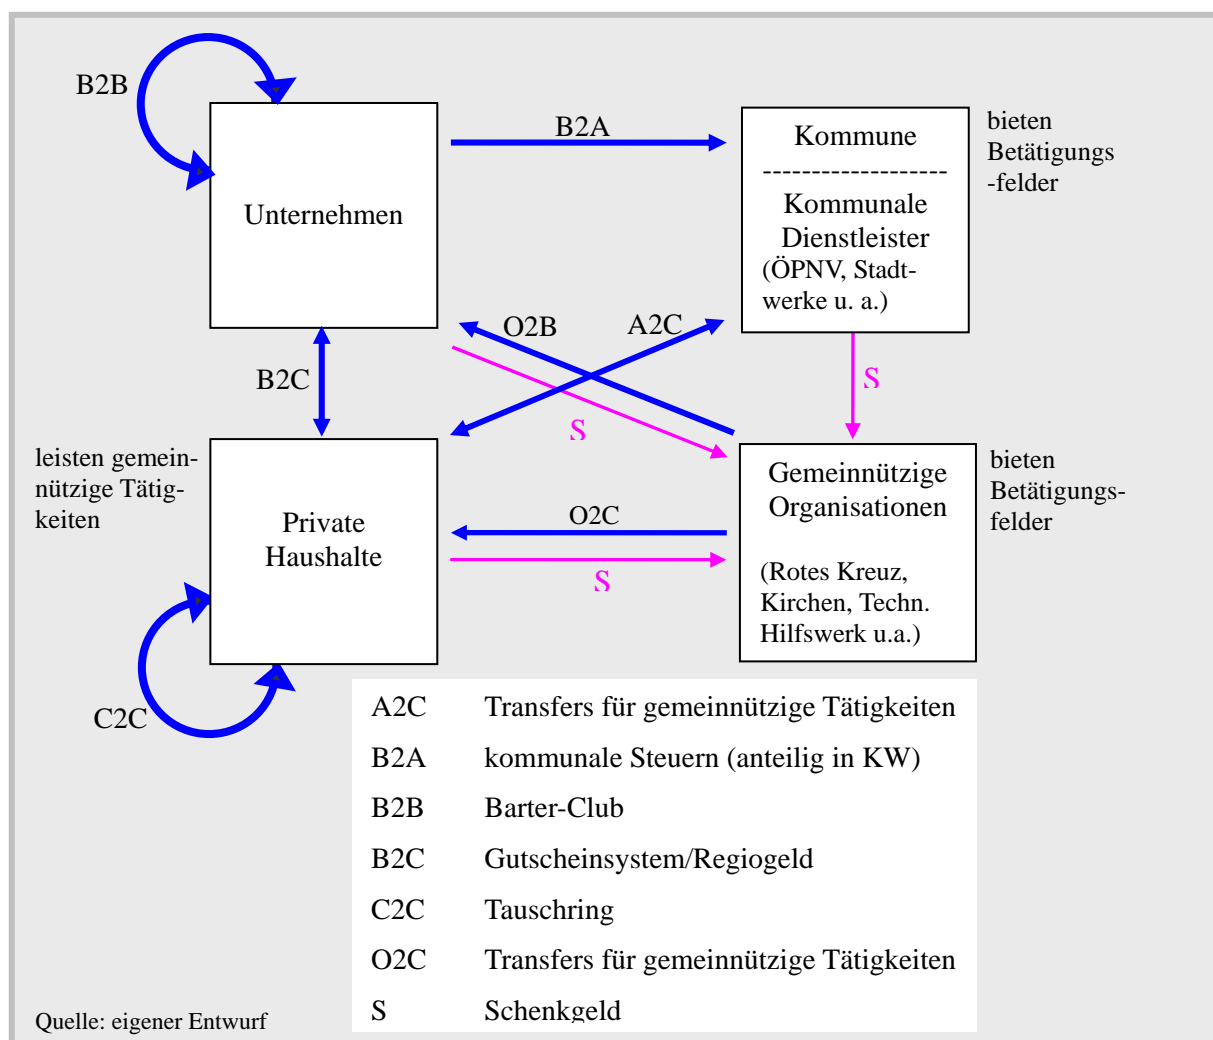 B2B
B2A
Unternehmen
Kommune
-------------------
Kommunale
Dienstleister
(ÖPNV, Stadt-
werke u. a.)
bieten
Betätigungs
-felder
O2B
A2C
B2C
S
S
leisten gemein-
nützige Tätig-
keiten
Private
Haushalte
O2C
S
Gemeinnützige
Organisationen
(Rotes Kreuz,
Kirchen, Techn.
Hilfswerk u.a.)
bieten
Betätigungs-
felder
C2C
A2C Transfers für gemeinnützige Tätigkeiten
B2A kommunale Steuern (anteilig in KW)
B2B Barter-Club
B2C Gutscheinsystem/Regiogeld
C2C Tauschring
O2C Transfers für gemeinnützige Tätigkeiten
S Schenkgeld
Quelle: eigener Entwurf